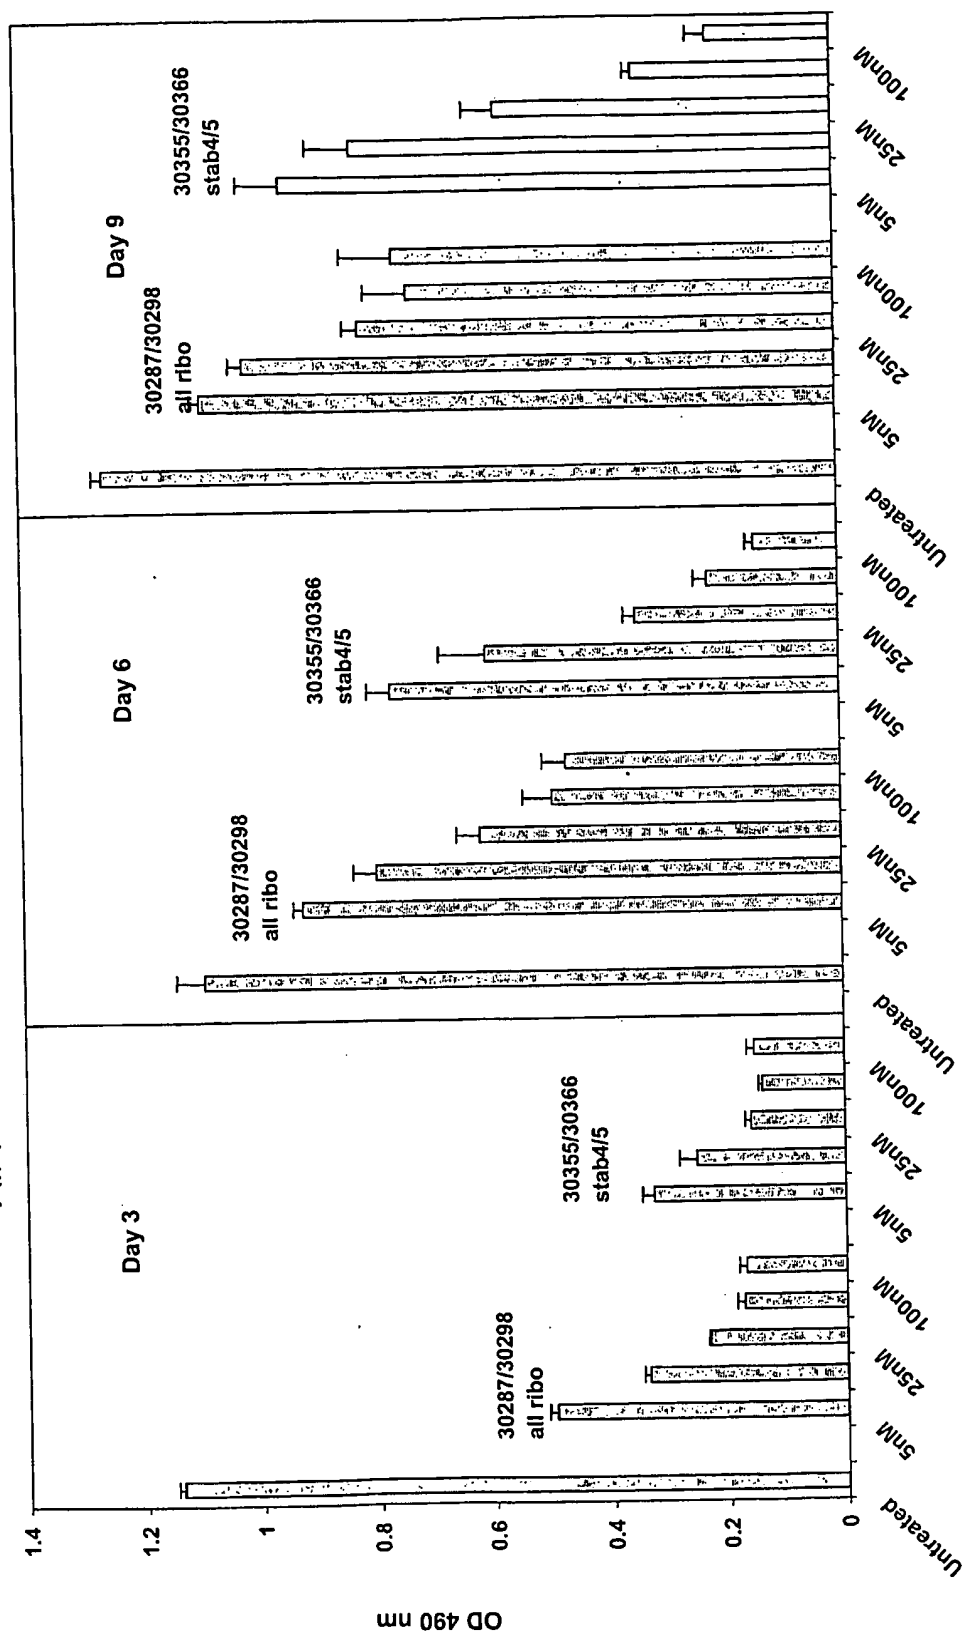 Day 3
Day 6
Day 9
30287/30298
all ribo
30355/30366
stab4/5
30287/30298
all ribo
30355/30366
stab4/5
30287/30298
all ribo
30355/30366
stab4/5
OD 490 nm
1.4
1.2
1
0.8
0.6
0.4
0.2
0
Untreated
5nM
25nM
100nM
5nM
25nM
100nM
Untreated
5nM
25nM
100nM
5nM
25nM
100nM
Untreated
5nM
25nM
100nM
5nM
25nM
100nM